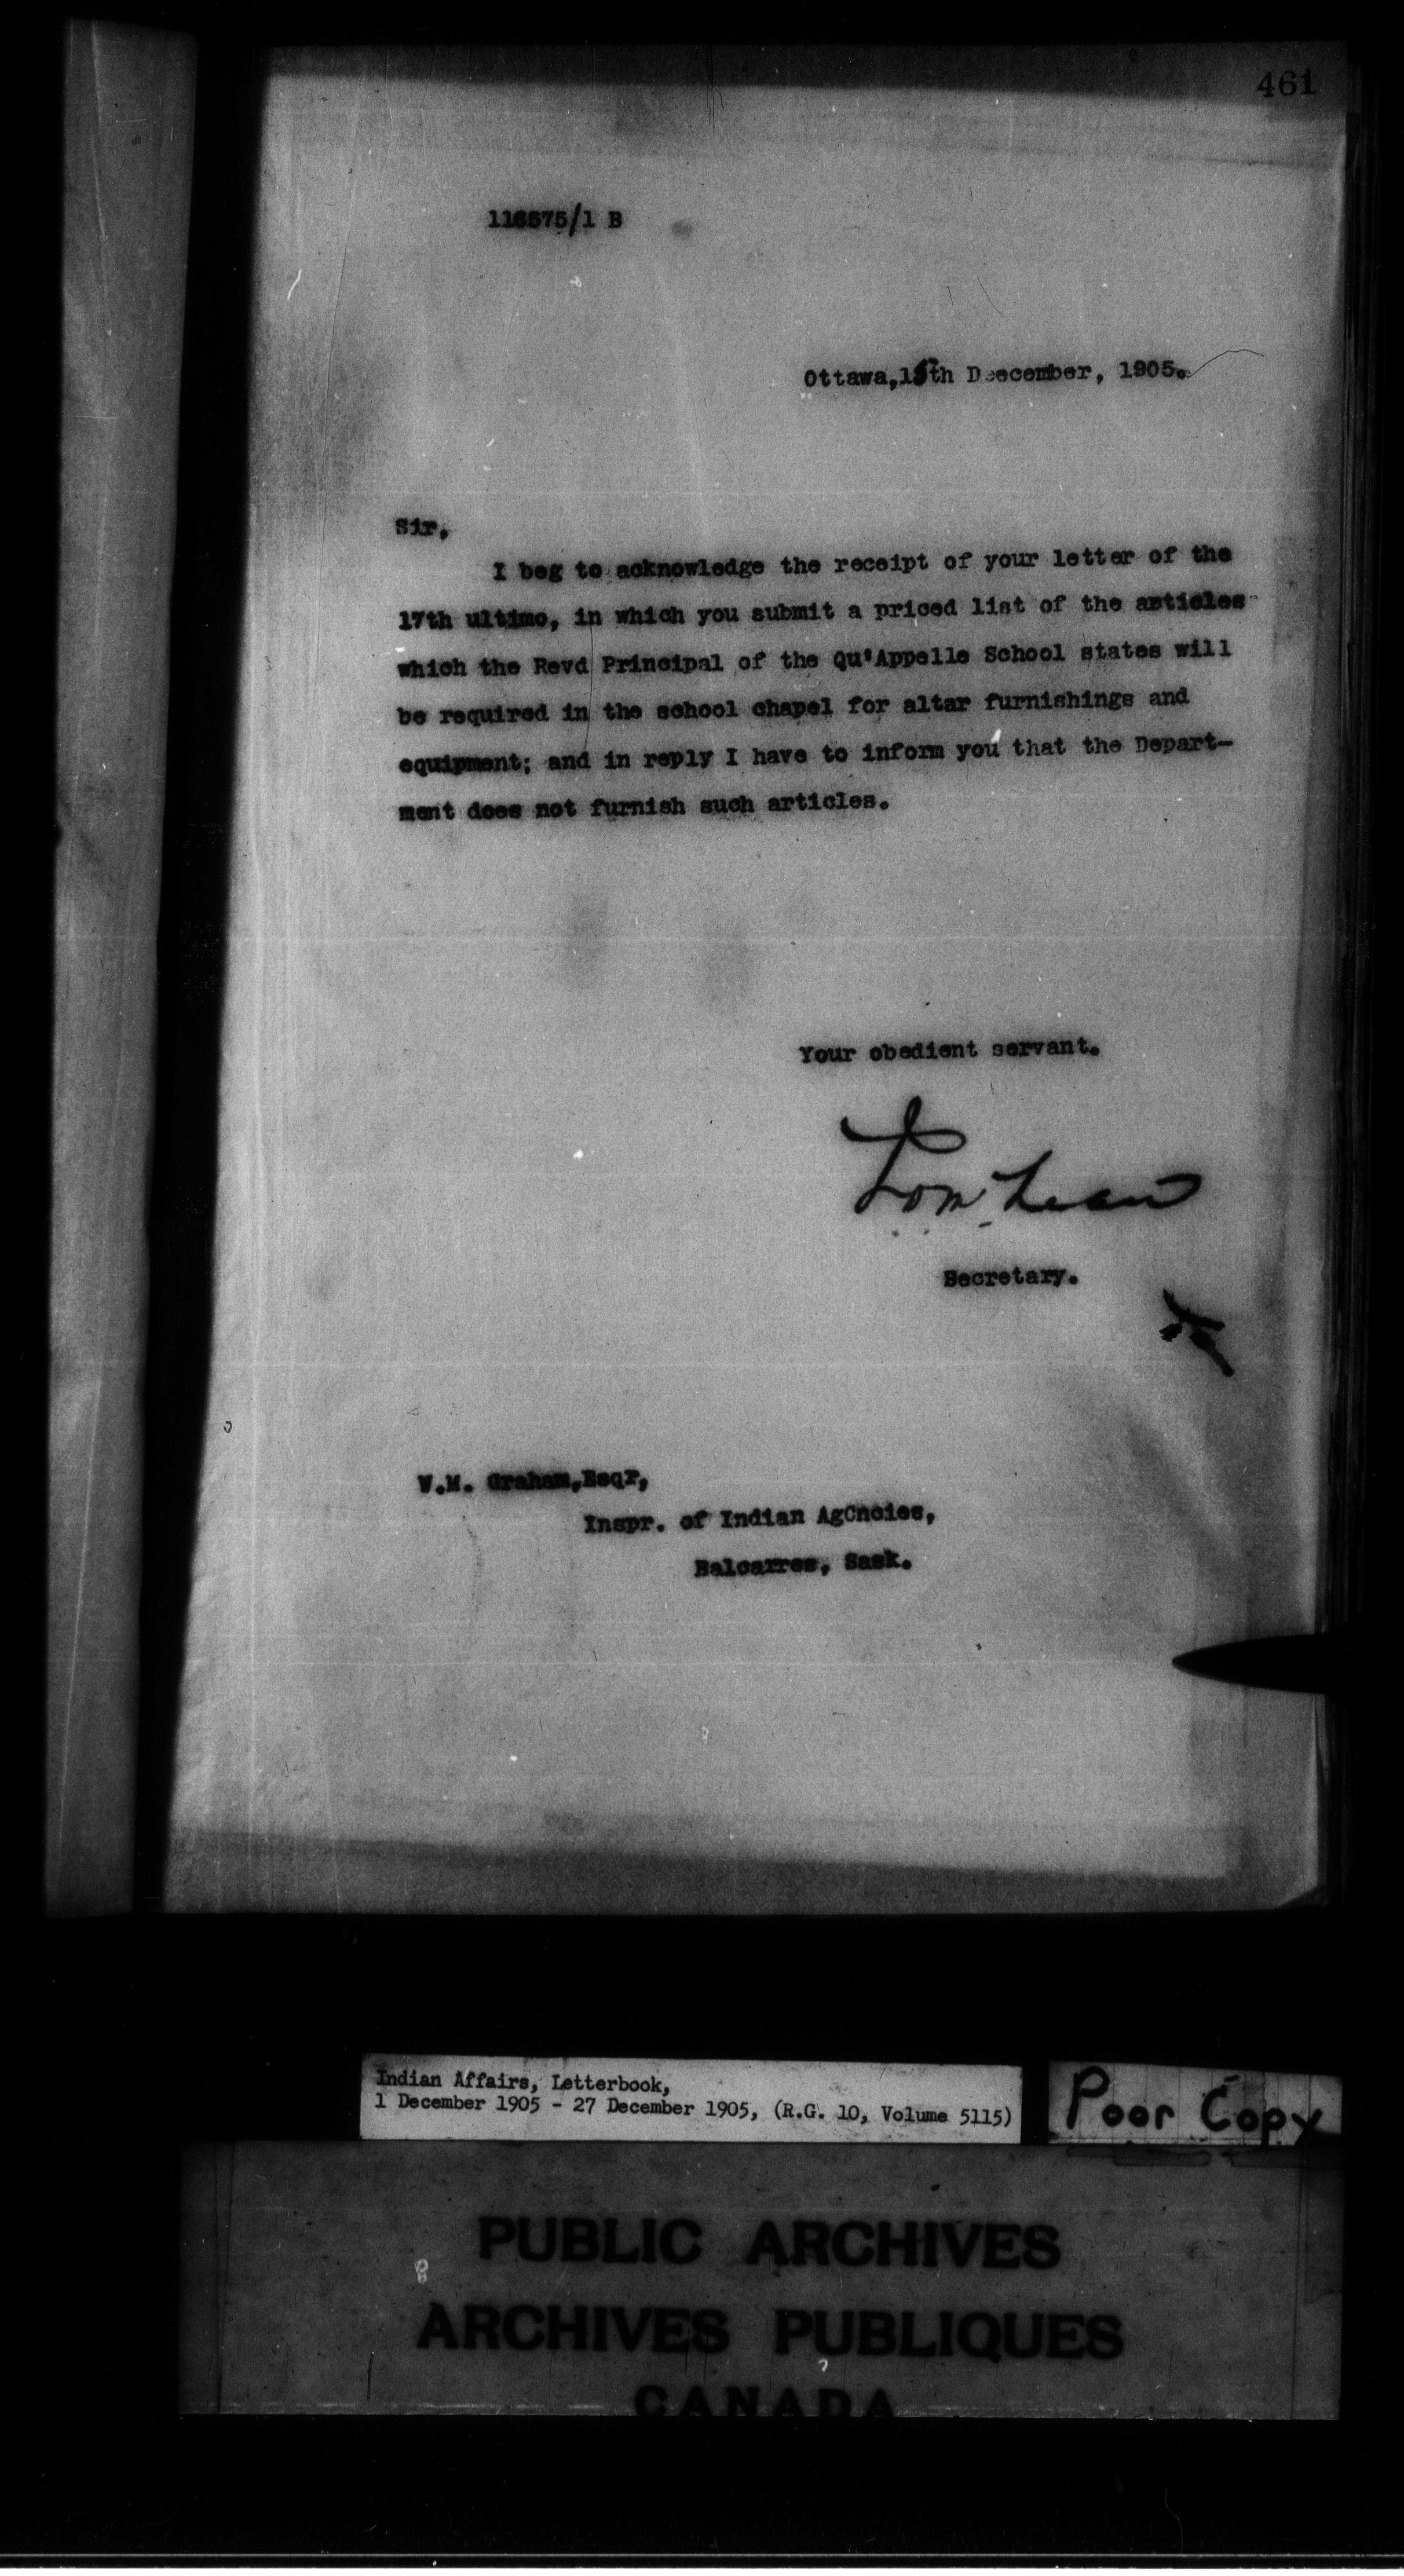 461
116575/1 B
Ottawa, th Deecember, 1905.
Sir,
I beg to acknowledge the receipt of your letter of the
17th ultimo, in which you submit a priced list of the articles
which the Revd Principal of the Qu'Appelle School states will
be required in the school chapel for altar furnishings and
equipment; and in reply I have to inform you that the Depart-
ment does not furnish such articles.
Your obedient servant.
Secretary.
W.M. Graham,Esqr,
Inspr. of Indian AgCncies,
Balcarres, Sask.
Indian Affairs, Letterbook,
1 December 1905 - 27 December 1905, (R.G. 10, Volume 5115)
Poor Copy
PUBLIC ARCHIVES
ARCHIVES PUBLIQUES
CANADA